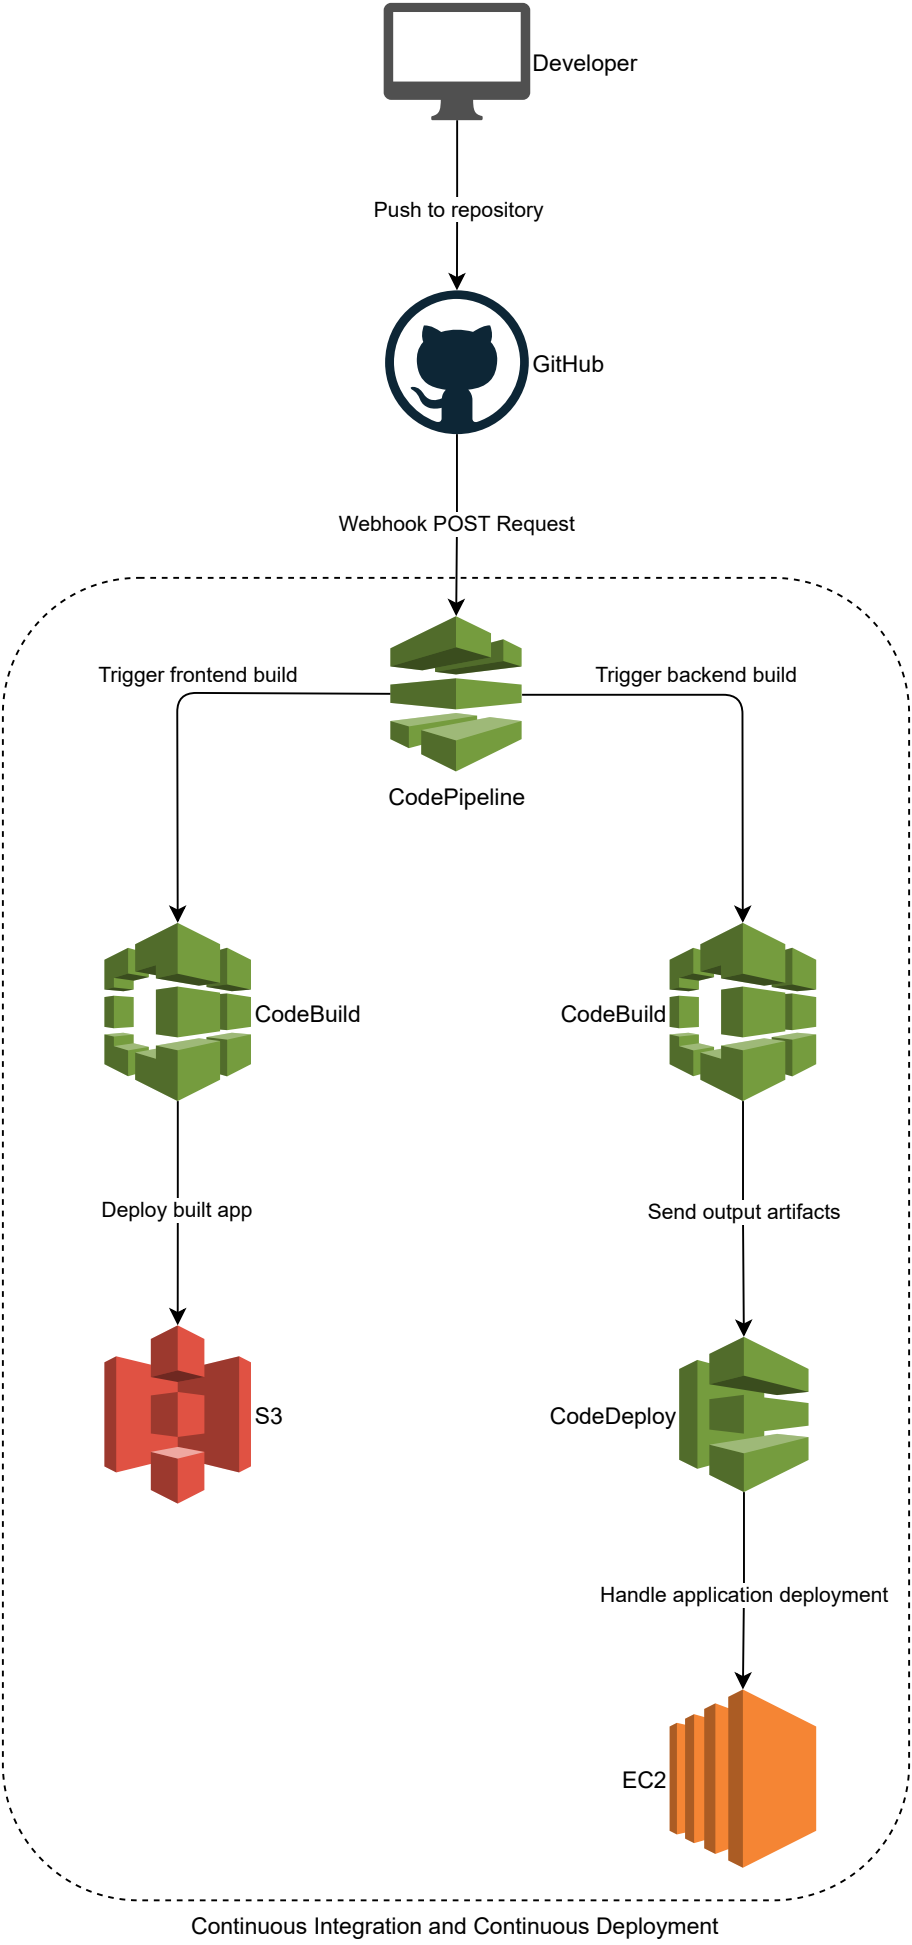 Developer
Push to repository
GitHub
Webhook POST Request
Trigger frontend build
Trigger backend build
CodePipeline
CodeBuild
CodeBuild
Deploy built app
Send output artifacts
S3
CodeDeploy
Handle application deployment
EC2
Continuous Integration and Continuous Deployment